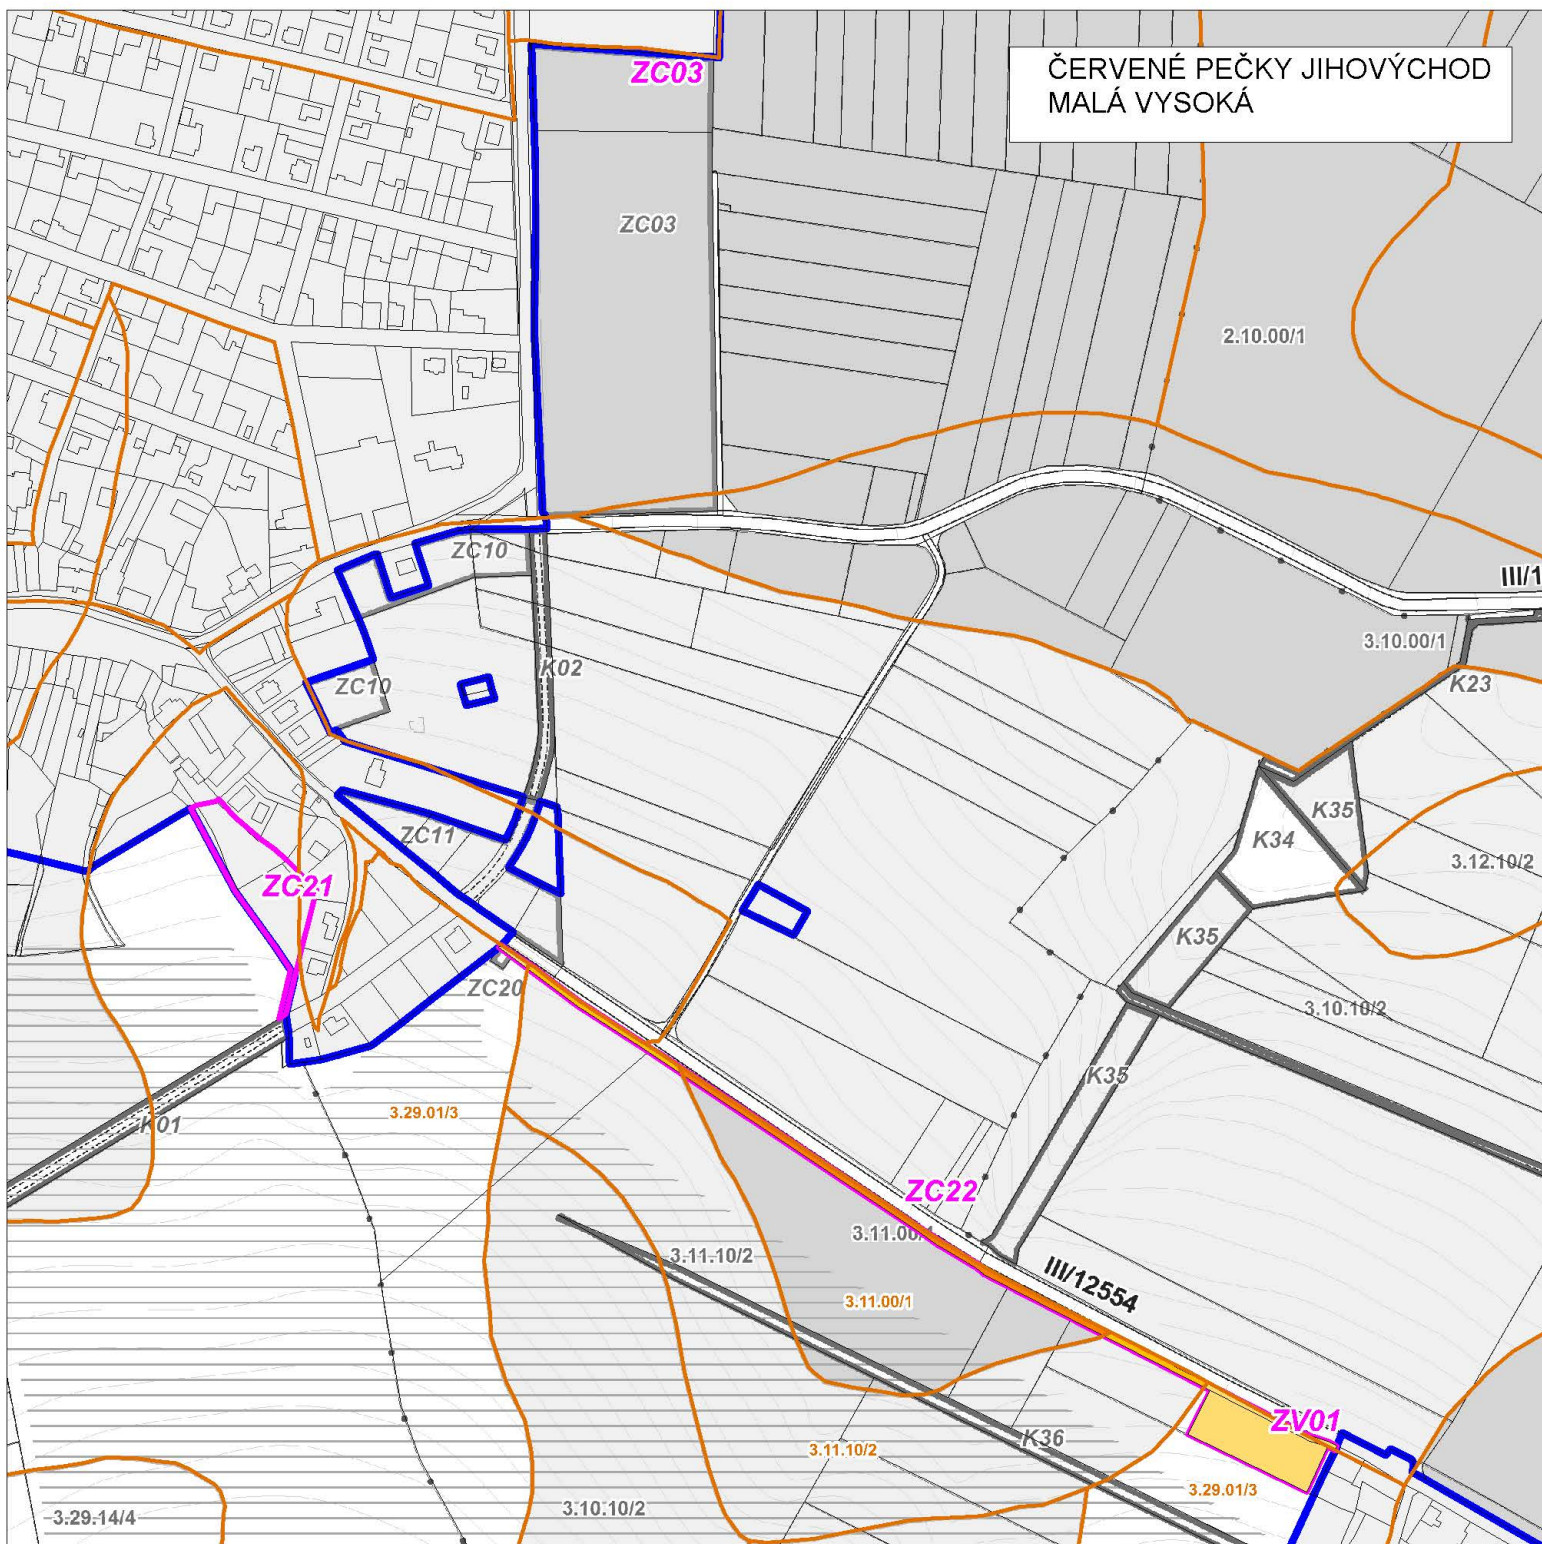 ČERVENÉ PEČKY JIHOVÝCHOD
MALÁ VYSOKÁ
ZC03
ZC03
2.10.00/1
ZC10
III/1
3.10.00/1
K02
ZC10
K23
K35
ZC11
K34
3.12.10/2
ZC21
K35
ZC20
3.10.10/2
K35
3.29.01/3
K01
ZC22
3.11.00/1
3.11.10/2
III/12554
3.11.00/1
ZV01
K36
3.11.10/2
3.29.01/3
3.10.10/2
3.29.14/4